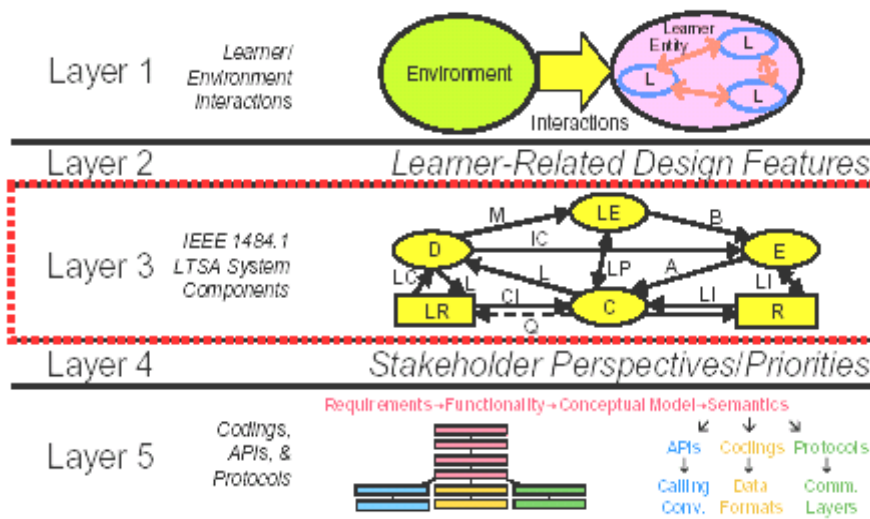 Layer 1
Learner/
Environment
Interactions
Environment
Interactions
Learner
Entity
L
L
L
Layer 2
Learner-Related Design Features
Layer 3
IEEE 1484.1
LTSA System
Components
M
LE
B
D
IC
E
LC
L
L
LP
A
LI
LR
CI
C
LI
R
Q
Layer 4
Stakeholder Perspectives/Priorities
Layer 5
Codings,
APIs, &
Protocols
Requirements→Functionality→Conceptual Model→Semantics
APIs Codings Protocols
Calling Data Comm.
Conv. Formats Layers